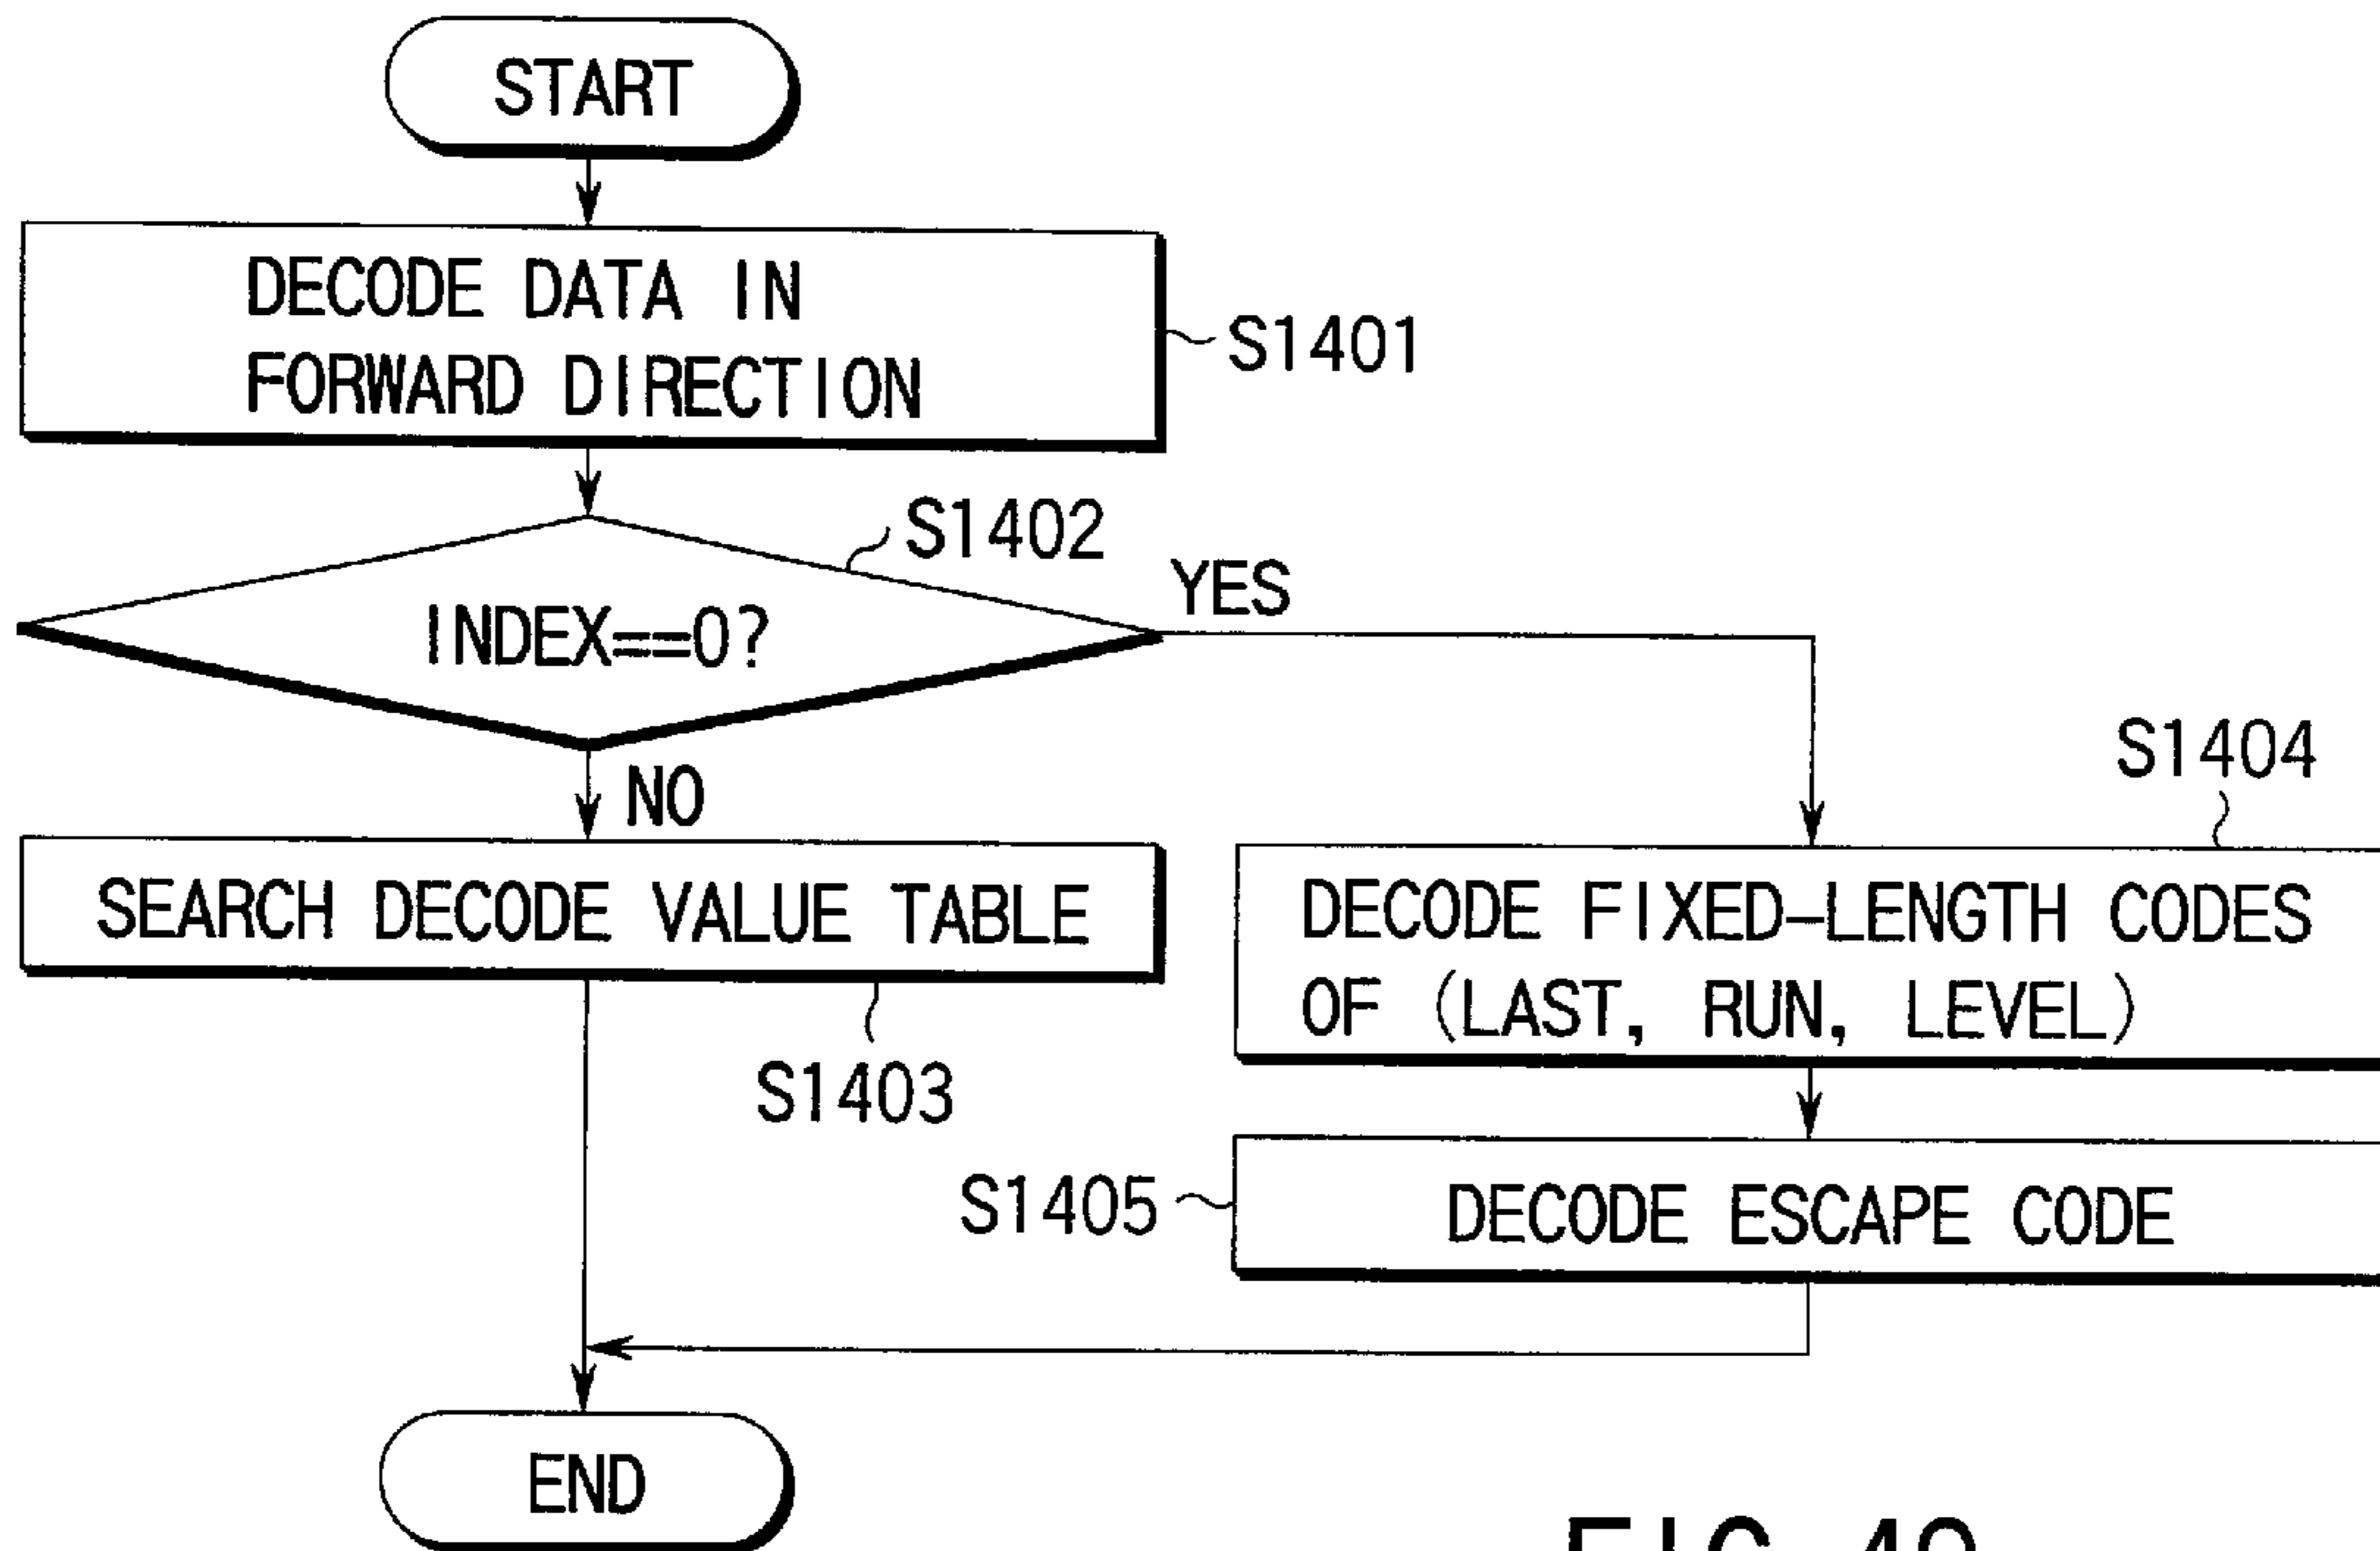 START
DECODE DATA IN
FORWARD DIRECTION
S1401
S1402
INDEX==0?
YES
NO
S1404
SEARCH DECODE VALUE TABLE
S1403
DECODE FIXED-LENGTH CODES
OF (LAST, RUN, LEVEL)
S1405
DECODE ESCAPE CODE
END